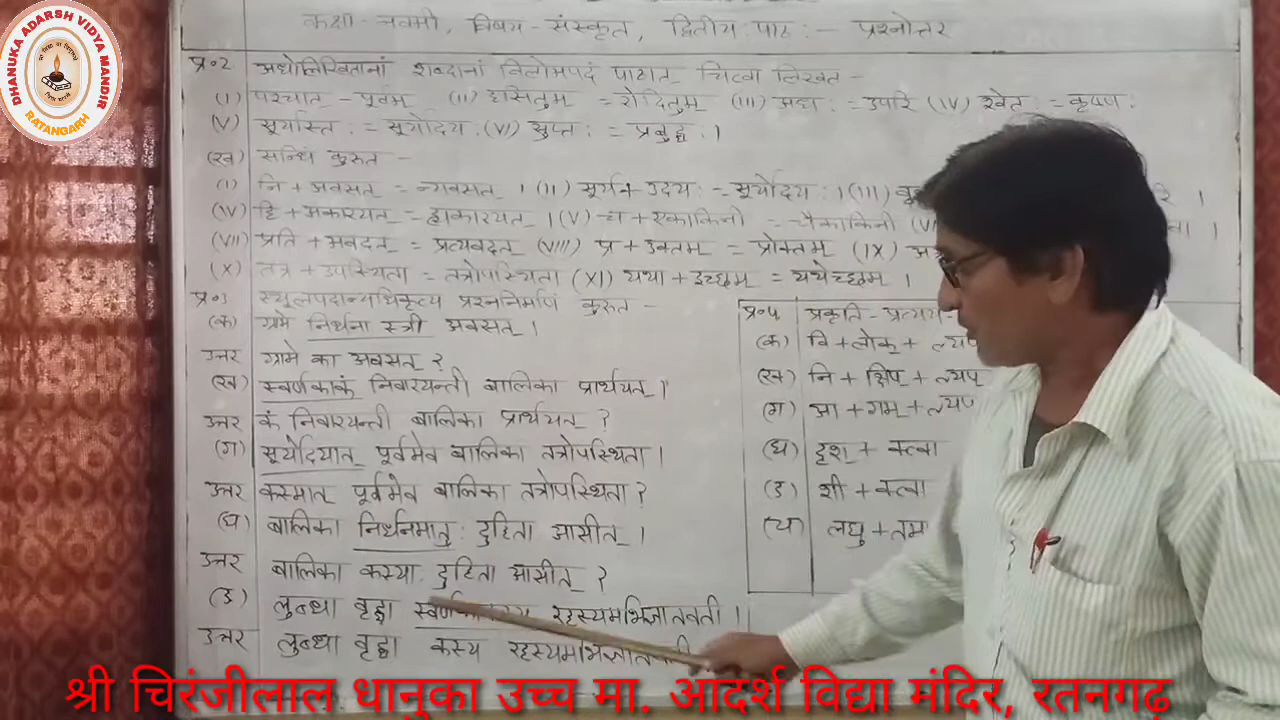 DHANUKA ADARSH VIDYA MANDIR
RATANGARH
कक्षा - नवमी, विषय - संस्कृत, द्वितीय पाठः - प्रश्नोत्तर
प्र०2 अधोलिखितानां शब्दानां विलोमपदं पाठात् चित्वा लिखत -
(I) पश्चात् - पूर्वम् (II) हसितुम् = रोदितुम् (III) अधः = उपरि (IV) श्वेतः = कृष्णः
(V) सूर्यास्तः = सूर्योदयः (VI) सुप्तः = प्रबुद्धः ।
(ख) सन्धिं कुरुत -
(I) नि + अवसत् = न्यवसत् । (II) सूर्य + उदयः = सूर्योदयः । (III) ।
(IV) हि + अकारयत् = ह्यकारयत् । (V) च + एकाकिनी = चैकाकिनी ।
(VII) प्रति + अवदत् = प्रत्यवदत् (VIII) प्र + उक्तम् = प्रोक्तम् (IX)
(X) तत्र + उपस्थिता = तत्रोपस्थिता (XI) यथा + इच्छम् = यथेच्छम् ।
प्र०3 स्थूलपदान्यधिकृत्य प्रश्ननिर्माणं कुरुत -
(क) ग्रामे निर्धना स्त्री अवसत् ।
उत्तर ग्रामे का अवसत् ?
(ख) स्वर्णकाकं निवारयन्ती बालिका प्रार्थयत् ।
उत्तर कं निवारयन्ती बालिका प्रार्थयत् ?
(ग) सूर्योदयात् पूर्वमेव बालिका तत्रोपस्थिता ।
उत्तर कस्मात् पूर्वमेव बालिका तत्रोपस्थिता ?
(घ) बालिका निर्धनमातुः दुहिता आसीत् ।
उत्तर बालिका कस्याः दुहिता आसीत् ?
(ङ) लुब्धा वृद्धा रहस्यमभिज्ञातवती ।
उत्तर लुब्धा वृद्धा कस्य
प्र०५ प्रकृति - प्रत्यय -
(क) वि + लोक् + ल्यप्
(ख) नि + क्षिप् + ल्यप्
(ग) आ + गम् + ल्यप्
(घ) दृश् + क्त्वा
(ङ) शी + क्त्वा
(च) लघु + तम
श्री चिरंजीलाल धानुका उच्च मा. आदर्श विद्या मंदिर, रतनगढ़